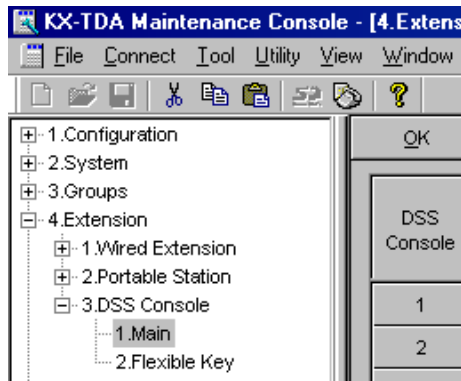 KX-TDA Maintenance Console - [4.Extens
File Connect Tool Utility View Window
1.Configuration
2.System
3.Groups
4.Extension
1.Wired Extension
2.Portable Station
3.DSS Console
1.Main
2.Flexible Key
OK
DSS
Console
1
2